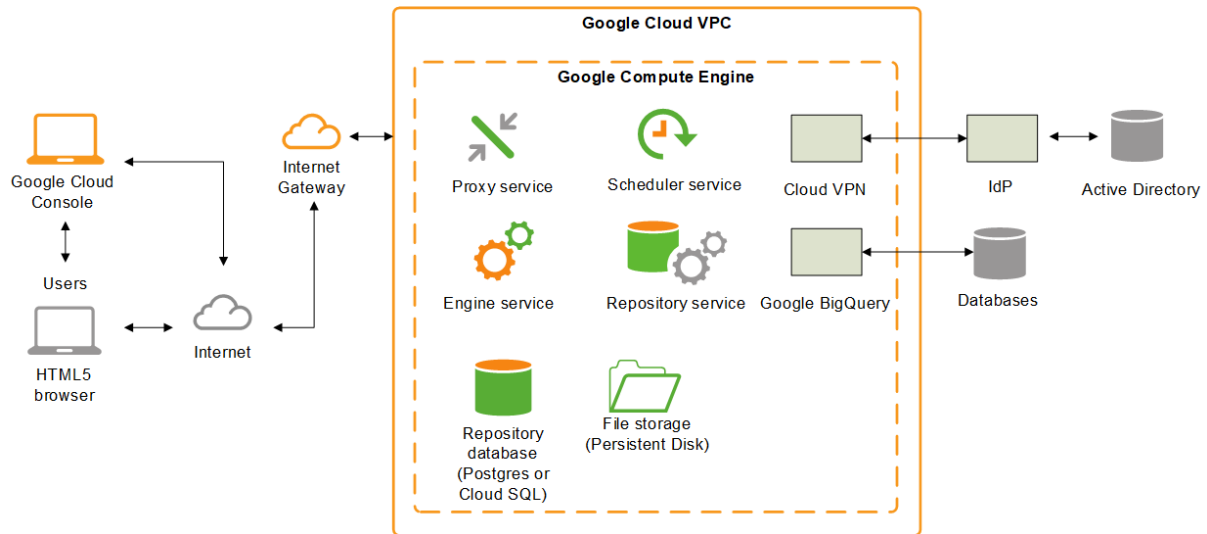 Google Cloud VPC
Google Compute Engine
Google Cloud
Console
Users
HTML5
browser
Internet
Internet
Gateway
Proxy service
Scheduler service
Cloud VPN
IdP
Active Directory
Engine service
Repository service
Google BigQuery
Databases
Repository
database
(Postgres or
Cloud SQL)
File storage
(Persistent Disk)